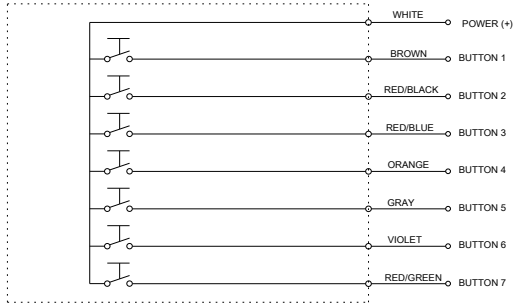 WHITE POWER (+)
BROWN BUTTON 1
RED/BLACK BUTTON 2
RED/BLUE BUTTON 3
ORANGE BUTTON 4
GRAY BUTTON 5
VIOLET BUTTON 6
RED/GREEN BUTTON 7